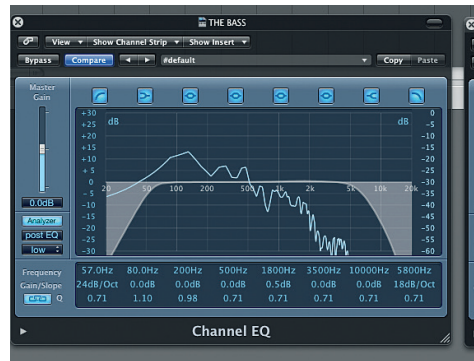 THE BASS
View Show Channel Strip Show Insert
Bypass Compare #default Copy Paste
Master
Gain
+30 dB dB 0
+25 -5
+20 -10
+15 -15
+10 -20
+5 -25
0 20 50 100 200 500 1k 2k 5k 10k 20k -30
-5 -35
-10 -40
-15 -45
-20 -50
-25 -55
-30 -60
0.0dB
Analyzer
post EQ
low
Frequency 57.0Hz 80.0Hz 200Hz 500Hz 1800Hz 3500Hz 10000Hz 5800Hz
Gain/Slope 24dB/Oct 0.0dB 0.0dB 0.0dB 0.5dB 0.0dB 0.0dB 18dB/Oct
Q 0.71 1.10 0.98 0.71 0.71 0.71 0.71 0.71
Channel EQ